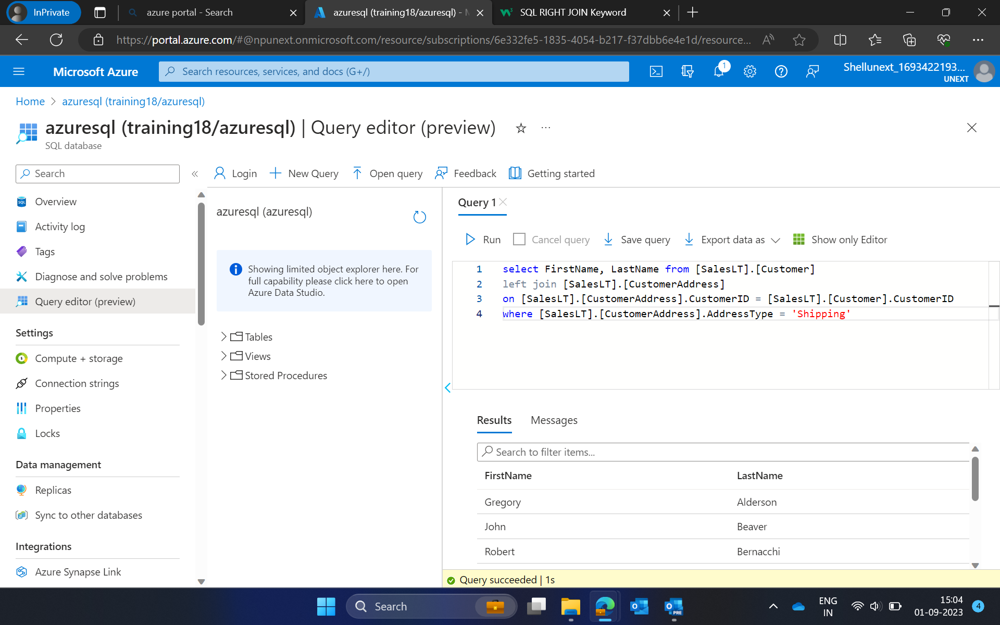 InPrivate
azure portal - Search
azuresql (training18/azuresql) -
SQL RIGHT JOIN Keyword
https://portal.azure.com/#@npunext.onmicrosoft.com/resource/subscriptions/6e332fe5-1835-4054-b217-f37dbb6e4e1d/resource...
Microsoft Azure
Search resources, services, and docs (G+/)
1
Shellunext_1693422193...
UNEXT
Home > azuresql (training18/azuresql)
azuresql (training18/azuresql) | Query editor (preview)
SQL database
Search
Login
New Query
Open query
Feedback
Getting started
Overview
Activity log
Tags
Diagnose and solve problems
Query editor (preview)
Settings
Compute + storage
Connection strings
Properties
Locks
Data management
Replicas
Sync to other databases
Integrations
Azure Synapse Link
azuresql (azuresql)
Showing limited object explorer here. For
full capability please click here to open
Azure Data Studio.
Tables
Views
Stored Procedures
Query 1
Run
Cancel query
Save query
Export data as
Show only Editor
1 select FirstName, LastName from [SalesLT].[Customer]
2 left join [SalesLT].[CustomerAddress]
3 on [SalesLT].[CustomerAddress].CustomerID = [SalesLT].[Customer].CustomerID
4 where [SalesLT].[CustomerAddress].AddressType = 'Shipping'
Results
Messages
Search to filter items...
FirstName LastName
Gregory Alderson
John Beaver
Robert Bernacchi
Query succeeded | 1s
Search
PRE
ENG
IN
15:04
01-09-2023
4